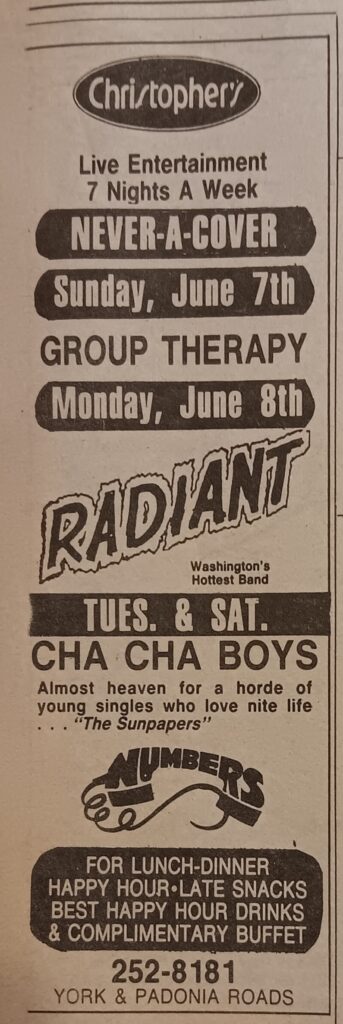 Christopher's
Live Entertainment
7 Nights A Week
NEVER-A-COVER
Sunday, June 7th
GROUP THERAPY
Monday, June 8th
RADIANT
Washington's
Hottest Band
TUES. & SAT.
CHA CHA BOYS
Almost heaven for a horde of
young singles who love nite life
. . . "The Sunpapers"
NUMBERS
FOR LUNCH-DINNER
HAPPY HOUR•LATE SNACKS
BEST HAPPY HOUR DRINKS
& COMPLIMENTARY BUFFET
252-8181
YORK & PADONIA ROADS